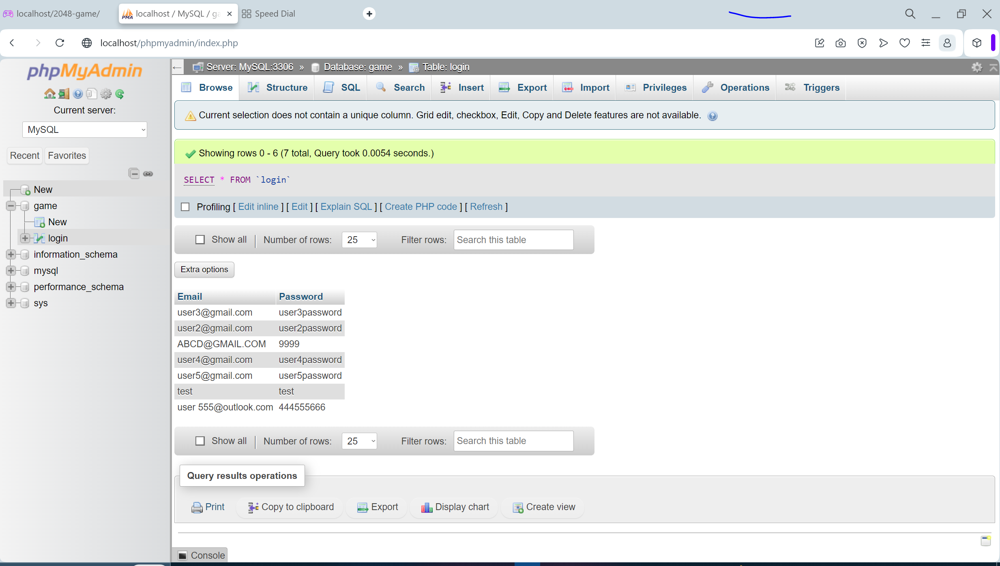 localhost/2048-game/
localhost / MySQL / ga
Speed Dial
localhost/phpmyadmin/index.php
phpMyAdmin
Current server:
MySQL
Recent
Favorites
New
game
New
login
information_schema
mysql
performance_schema
sys
Server: MySQL:3306 » Database: game » Table: login
Browse Structure SQL Search Insert Export Import Privileges Operations Triggers
Current selection does not contain a unique column. Grid edit, checkbox, Edit, Copy and Delete features are not available.
Showing rows 0 - 6 (7 total, Query took 0.0054 seconds.)
SELECT * FROM `login`
Profiling [ Edit inline ] [ Edit ] [ Explain SQL ] [ Create PHP code ] [ Refresh ]
Show all | Number of rows: 25 Filter rows: Search this table
Extra options
Email Password
user3@gmail.com user3password
user2@gmail.com user2password
ABCD@GMAIL.COM 9999
user4@gmail.com user4password
user5@gmail.com user5password
test test
user 555@outlook.com 444555666
Show all | Number of rows: 25 Filter rows: Search this table
Query results operations
Print Copy to clipboard Export Display chart Create view
Console